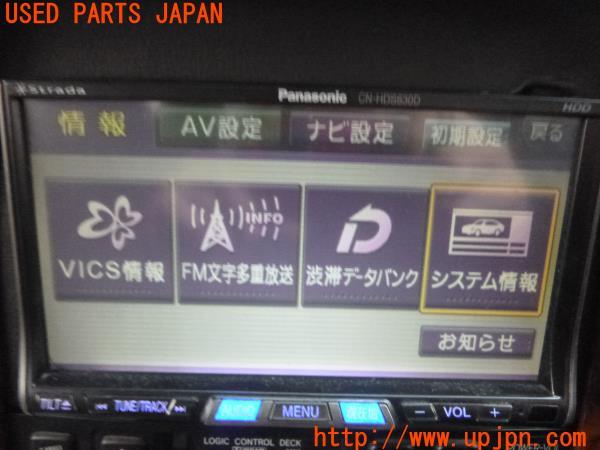 USED PARTS JAPAN
Strada Panasonic CN-HDS630D HDD
情報 AV設定 ナビ設定 初期設定 戻る
INFO
VICS情報 FM文字多重放送 渋滞データバンク システム情報
お知らせ
TILT TUNE/TRACK AUDIO MENU 現在地 − VOL +
LOGIC CONTROL DECK
POWER·VOL
http://www.upjpn.com/